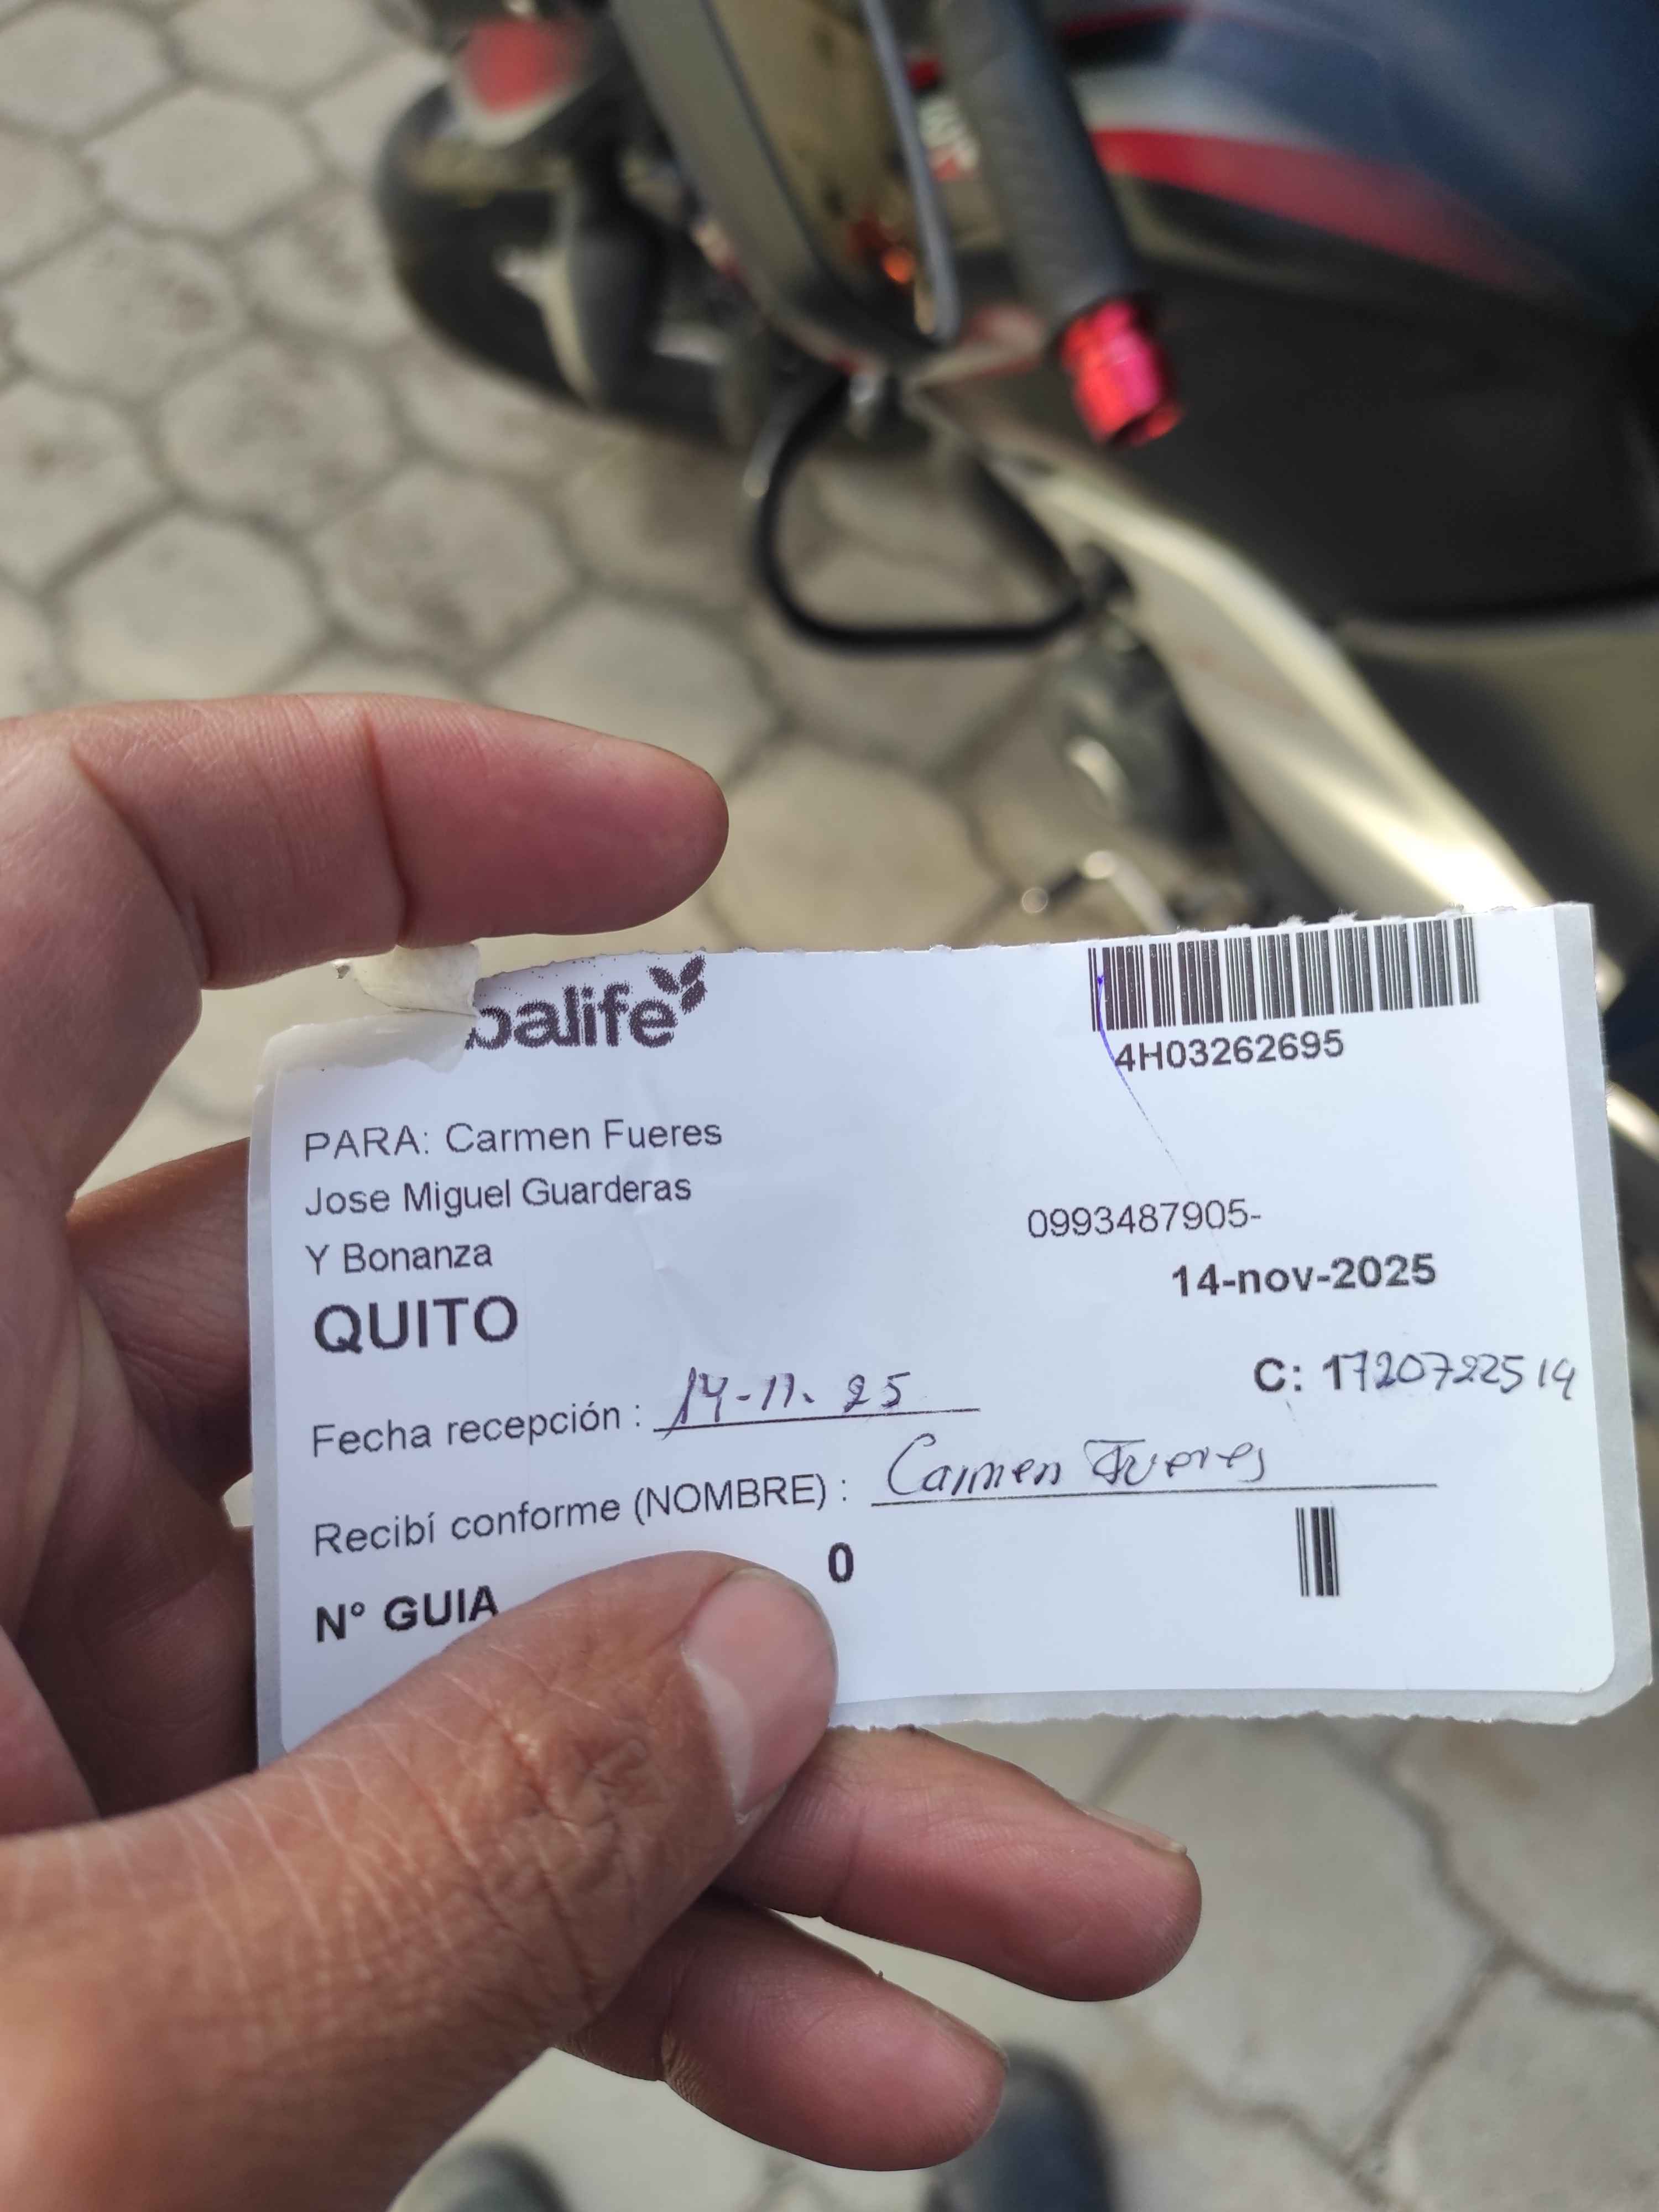 balife
4H03262695
PARA: Carmen Fueres
Jose Miguel Guarderas
0993487905-
Y Bonanza
14-nov-2025
QUITO
C: 1720722519
Fecha recepción : 14-11-25
Recibí conforme (NOMBRE) : Carmen Fueres
N° GUIA 0